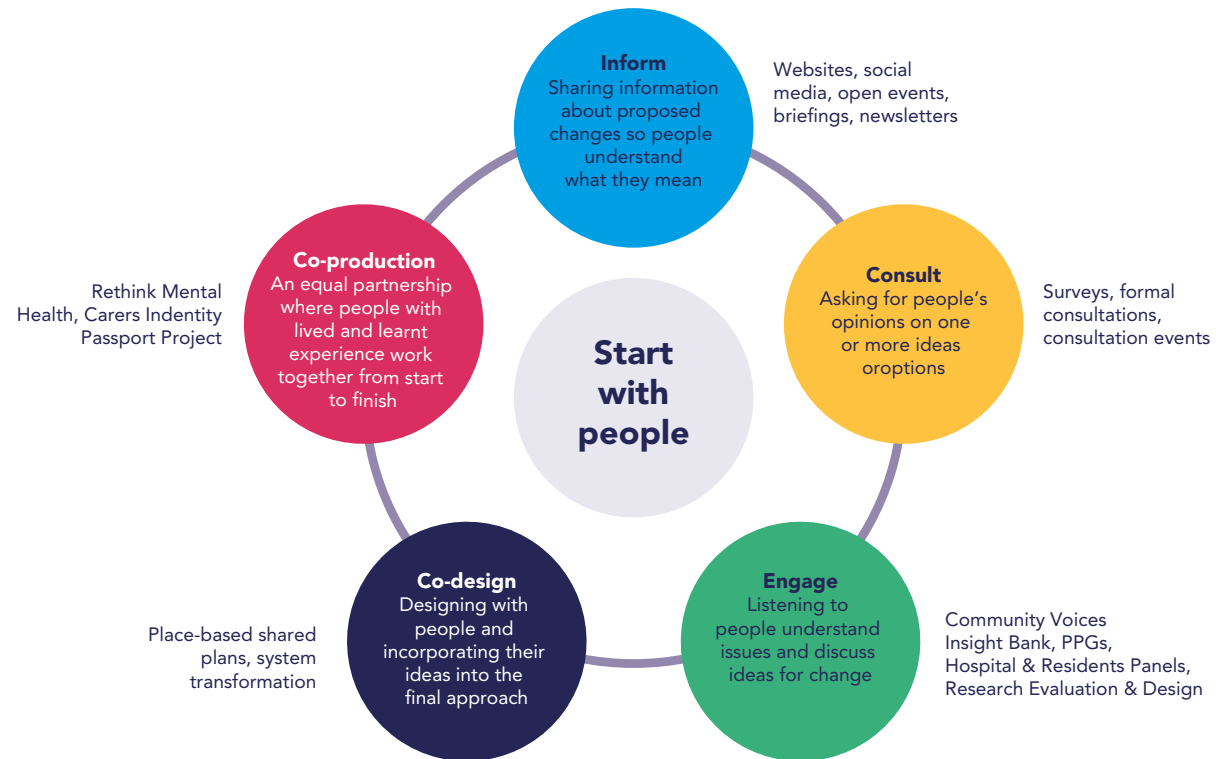 Inform
Sharing information
about proposed
changes so people
understand
what they mean
Websites, social
media, open events,
briefings, newsletters
Consult
Asking for people's
opinions on one
or more ideas
oroptions
Surveys, formal
consultations,
consultation events
Engage
Listening to
people understand
issues and discuss
ideas for change
Community Voices
Insight Bank, PPGs,
Hospital & Residents Panels,
Research Evaluation & Design
Co-design
Designing with
people and
incorporating their
ideas into the
final approach
Place-based shared
plans, system
transformation
Co-production
An equal partnership
where people with
lived and learnt
experience work
together from start
to finish
Rethink Mental
Health, Carers Indentity
Passport Project
Start
with
people